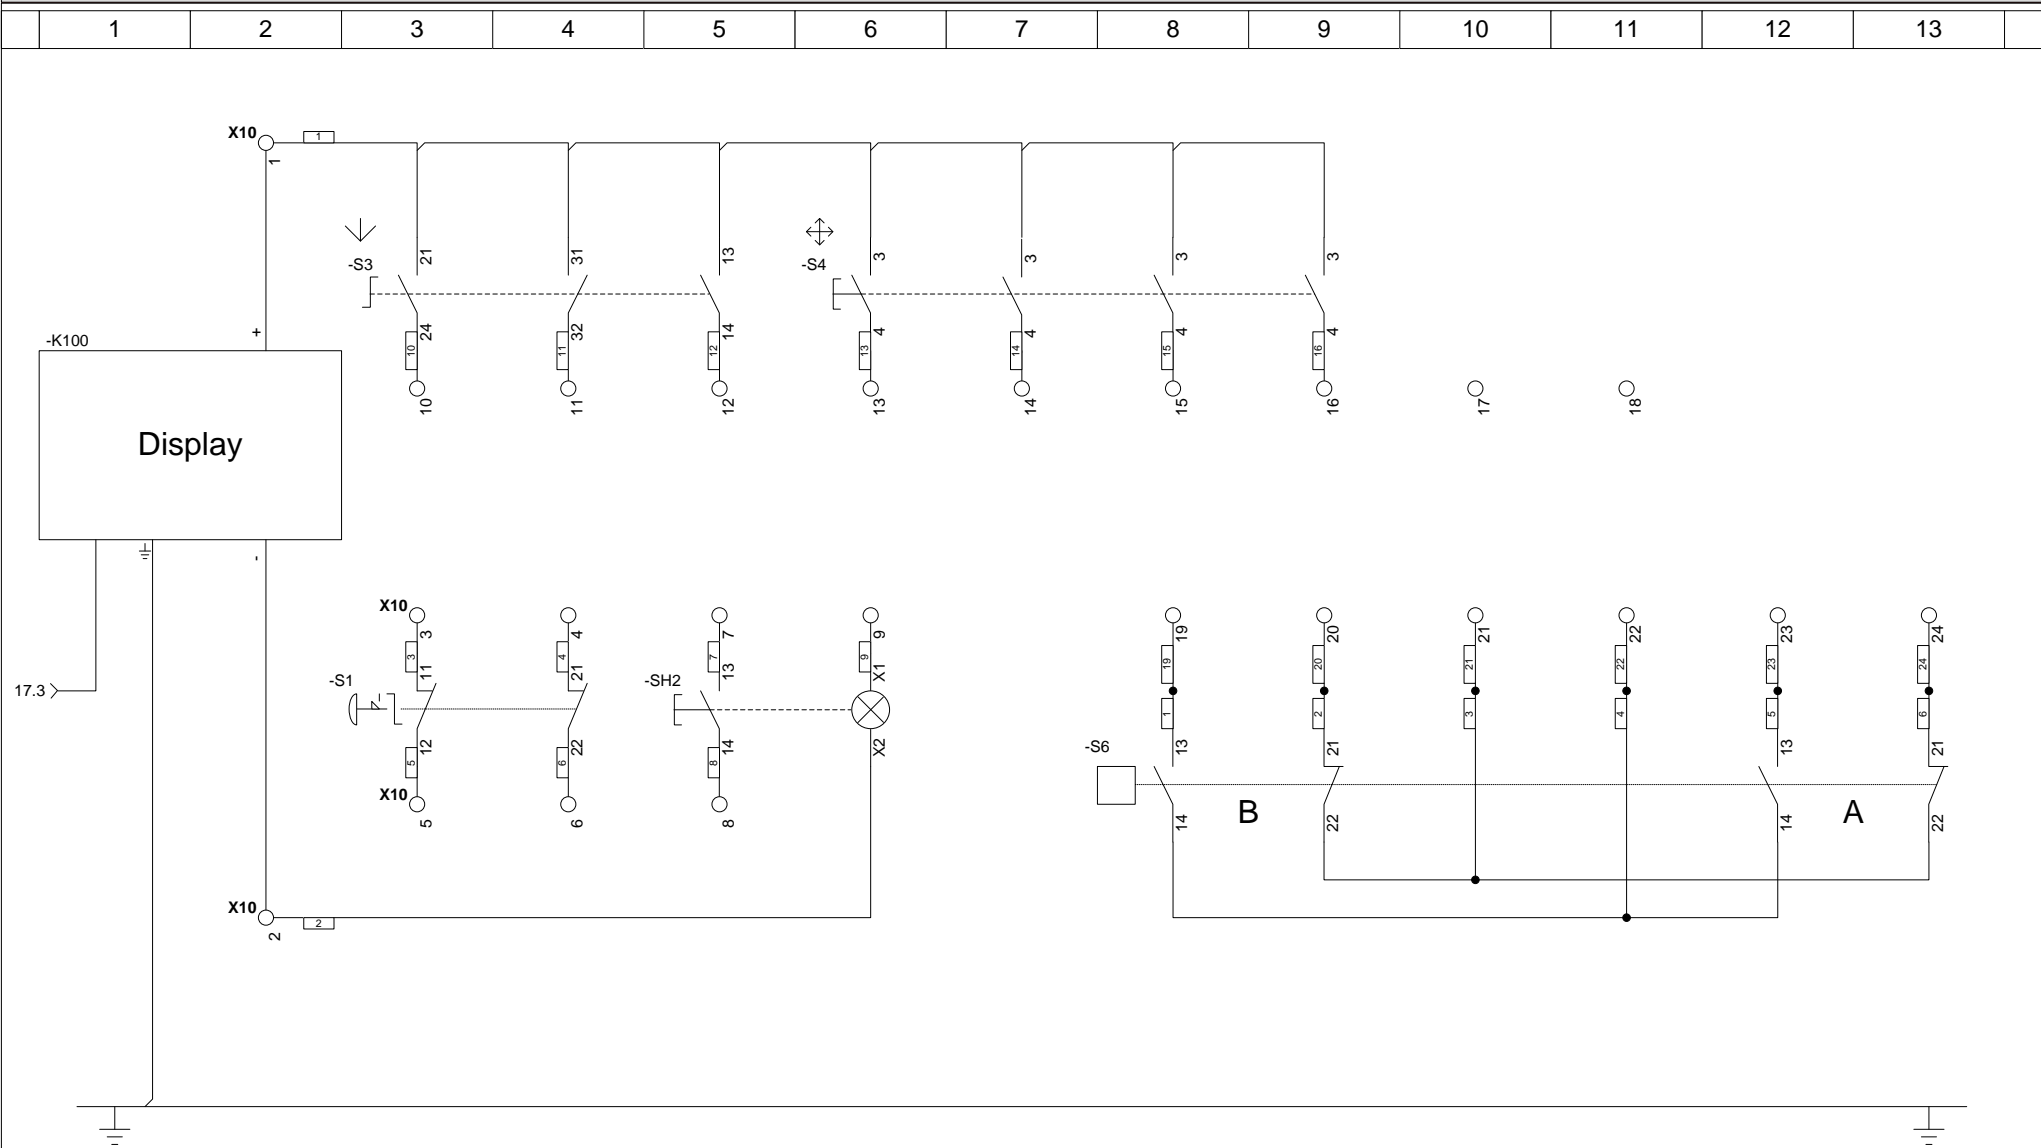 1 2 3 4 5 6 7 8 9 10 11 12 13
X10 1
1
-S3 21 31 13 -S4 3 3 3 3
24 32 14 4 4 4 4
10 11 12 13 14 15 16
10 11 12 13 14 15 16 17 18
+
-K100
Display
-
X10 3 4 7 9 19 20 21 22 23 24
3 4 7 9 19 20 21 22 23 24
11 21 13 X1
17.3 -S1 -SH2
1 2 3 4 5 6
12 22 14 X2 -S6 13 21 13 21
5 6 8
X10 5 6 8
B A
14 22 14 22
X10 2
2